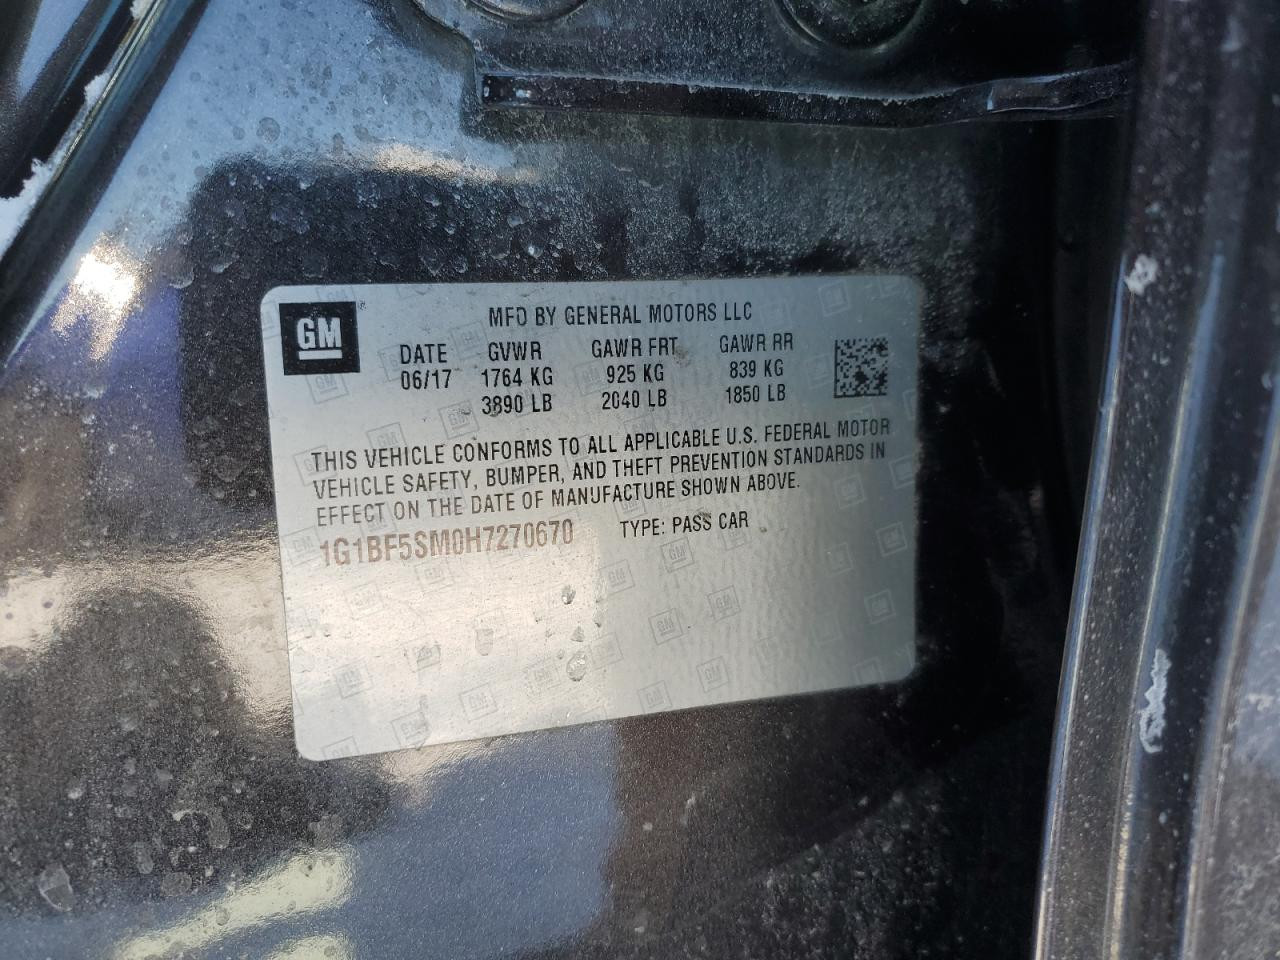 GM
MFD BY GENERAL MOTORS LLC
DATE GVWR GAWR FRT GAWR RR
06/17 1764 KG 925 KG 839 KG
3890 LB 2040 LB 1850 LB
THIS VEHICLE CONFORMS TO ALL APPLICABLE U.S. FEDERAL MOTOR
VEHICLE SAFETY, BUMPER, AND THEFT PREVENTION STANDARDS IN
EFFECT ON THE DATE OF MANUFACTURE SHOWN ABOVE.
1G1BF5SM0H7270670 TYPE: PASS CAR